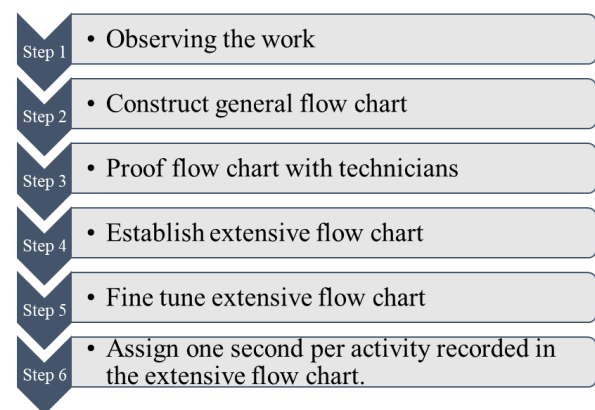 Step 1
• Observing the work
Step 2
• Construct general flow chart
Step 3
• Proof flow chart with technicians
Step 4
• Establish extensive flow chart
Step 5
• Fine tune extensive flow chart
Step 6
• Assign one second per activity recorded in
the extensive flow chart.